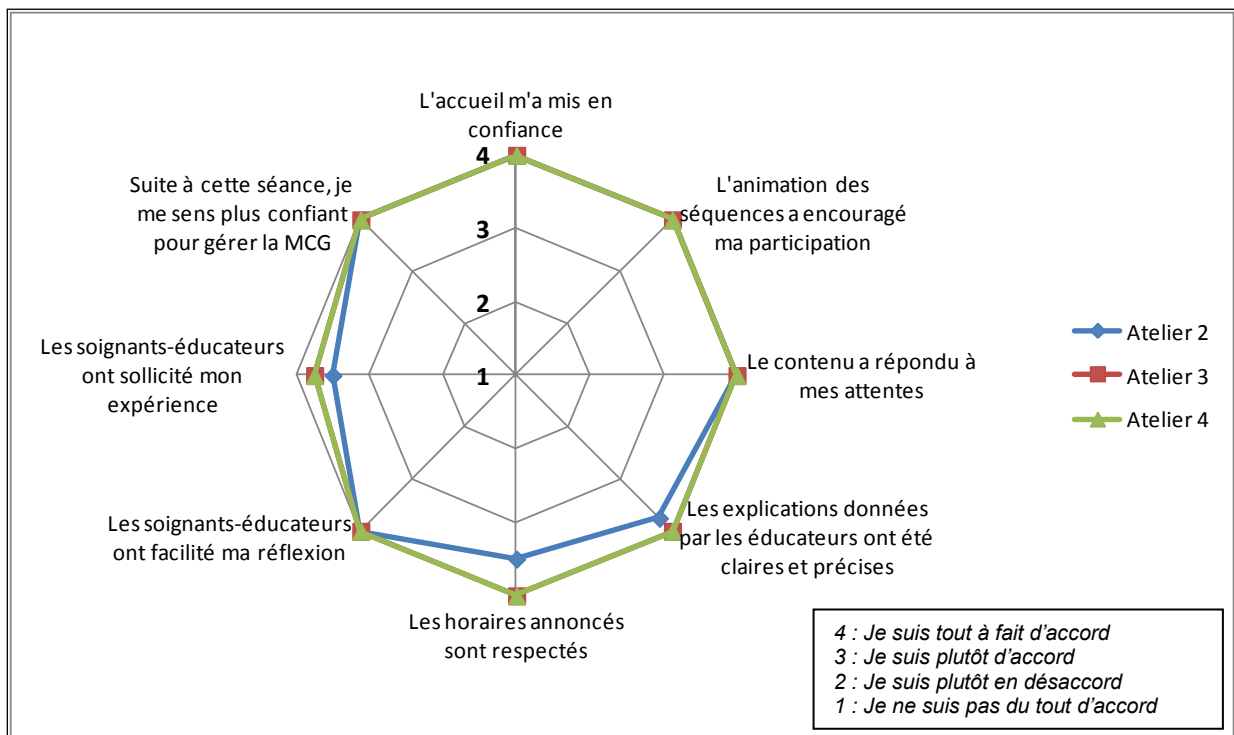 L'accueil m'a mis en
confiance
4
3
2
1
L'animation des
séquences a encouragé
ma participation
Le contenu a répondu à
mes attentes
Les explications données
par les éducateurs ont été
claires et précises
Les horaires annoncés
sont respectés
Les soignants-éducateurs
ont facilité ma réflexion
Les soignants-éducateurs
ont sollicité mon
expérience
Suite à cette séance, je
me sens plus confiant
pour gérer la MCG
Atelier 2
Atelier 3
Atelier 4
4 : Je suis tout à fait d'accord
3 : Je suis plutôt d'accord
2 : Je suis plutôt en désaccord
1 : Je ne suis pas du tout d'accord